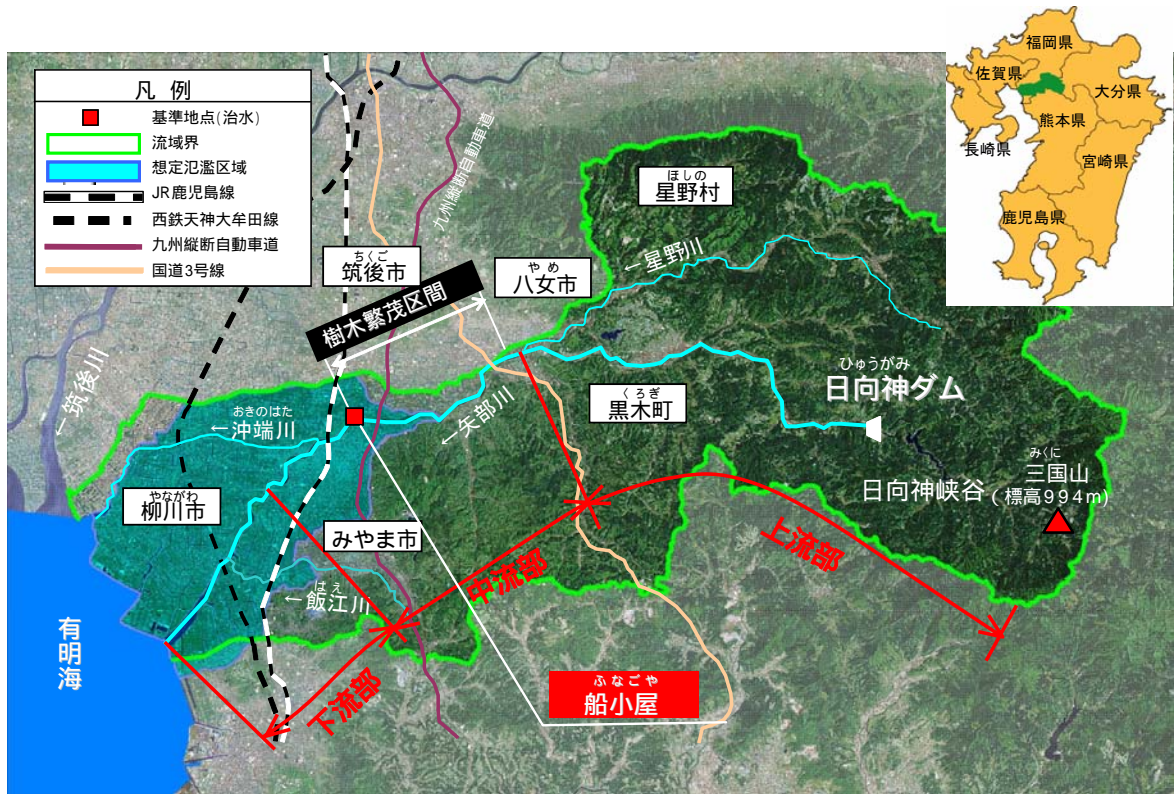 凡 例
基準地点(治水)
流域界
想定氾濫区域
JR鹿児島線
西鉄天神大牟田線
九州縦断自動車道
国道3号線
福岡県
佐賀県
大分県
長崎県
熊本県
宮崎県
鹿児島県
九州縦断自動車道
ほしの
星野村
ちくご
筑後市
やめ
八女市
←星野川
樹木繁茂区間
ひゅうがみ
日向神ダム
くろぎ
黒木町
←矢部川
←筑後川
おきのはた
←沖端川
みくに
三国山
(標高994m)
日向神峡谷
やながわ
柳川市
みやま市
上流部
中流部
はえ
←飯江川
有明海
下流部
ふなごや
船小屋